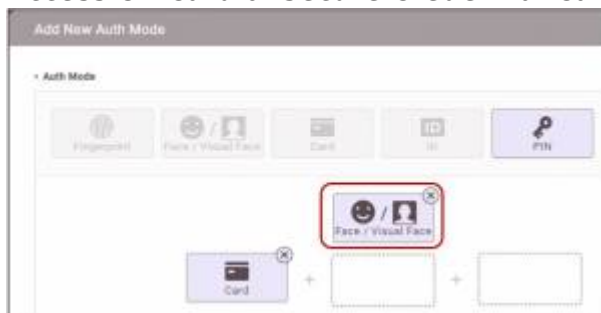 Add New Auth Mode
• Auth Mode
Fingerprint
Face / Visual Face
Card
ID
PIN
Face / Visual Face
Card
+
+